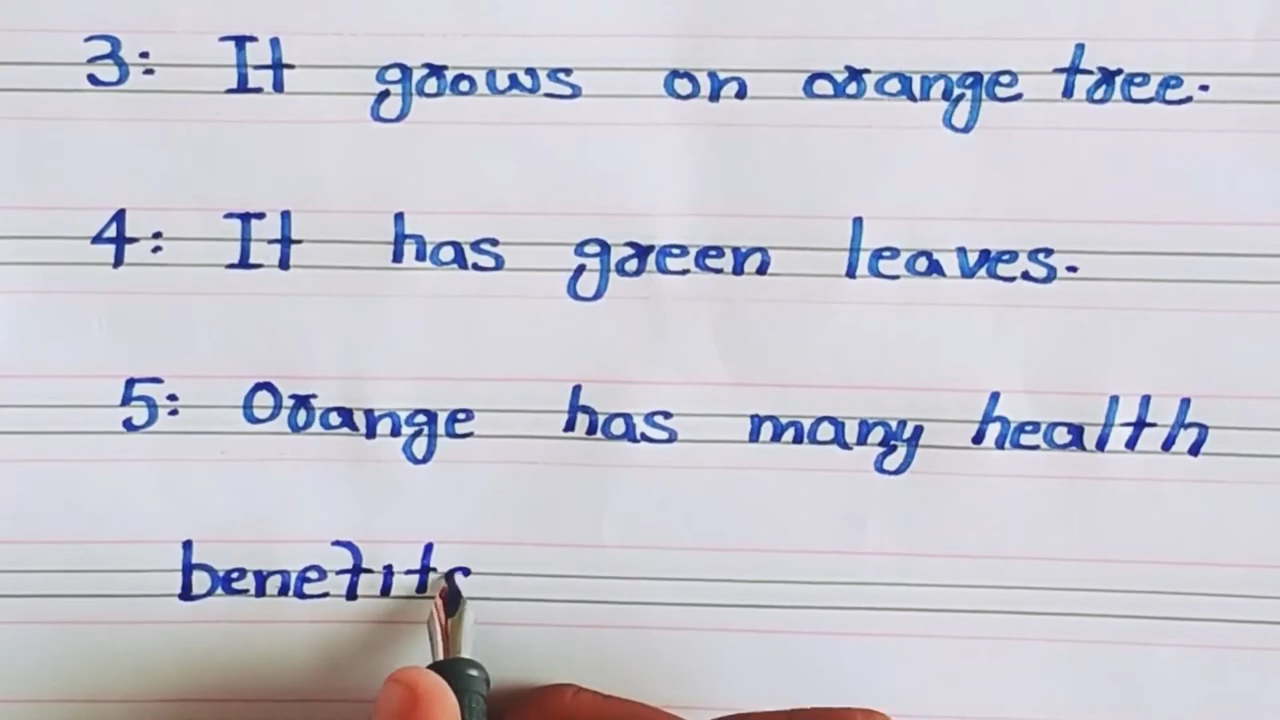 3: It grows on orange tree.
4: It has green leaves.
5: Orange has many health
benefits